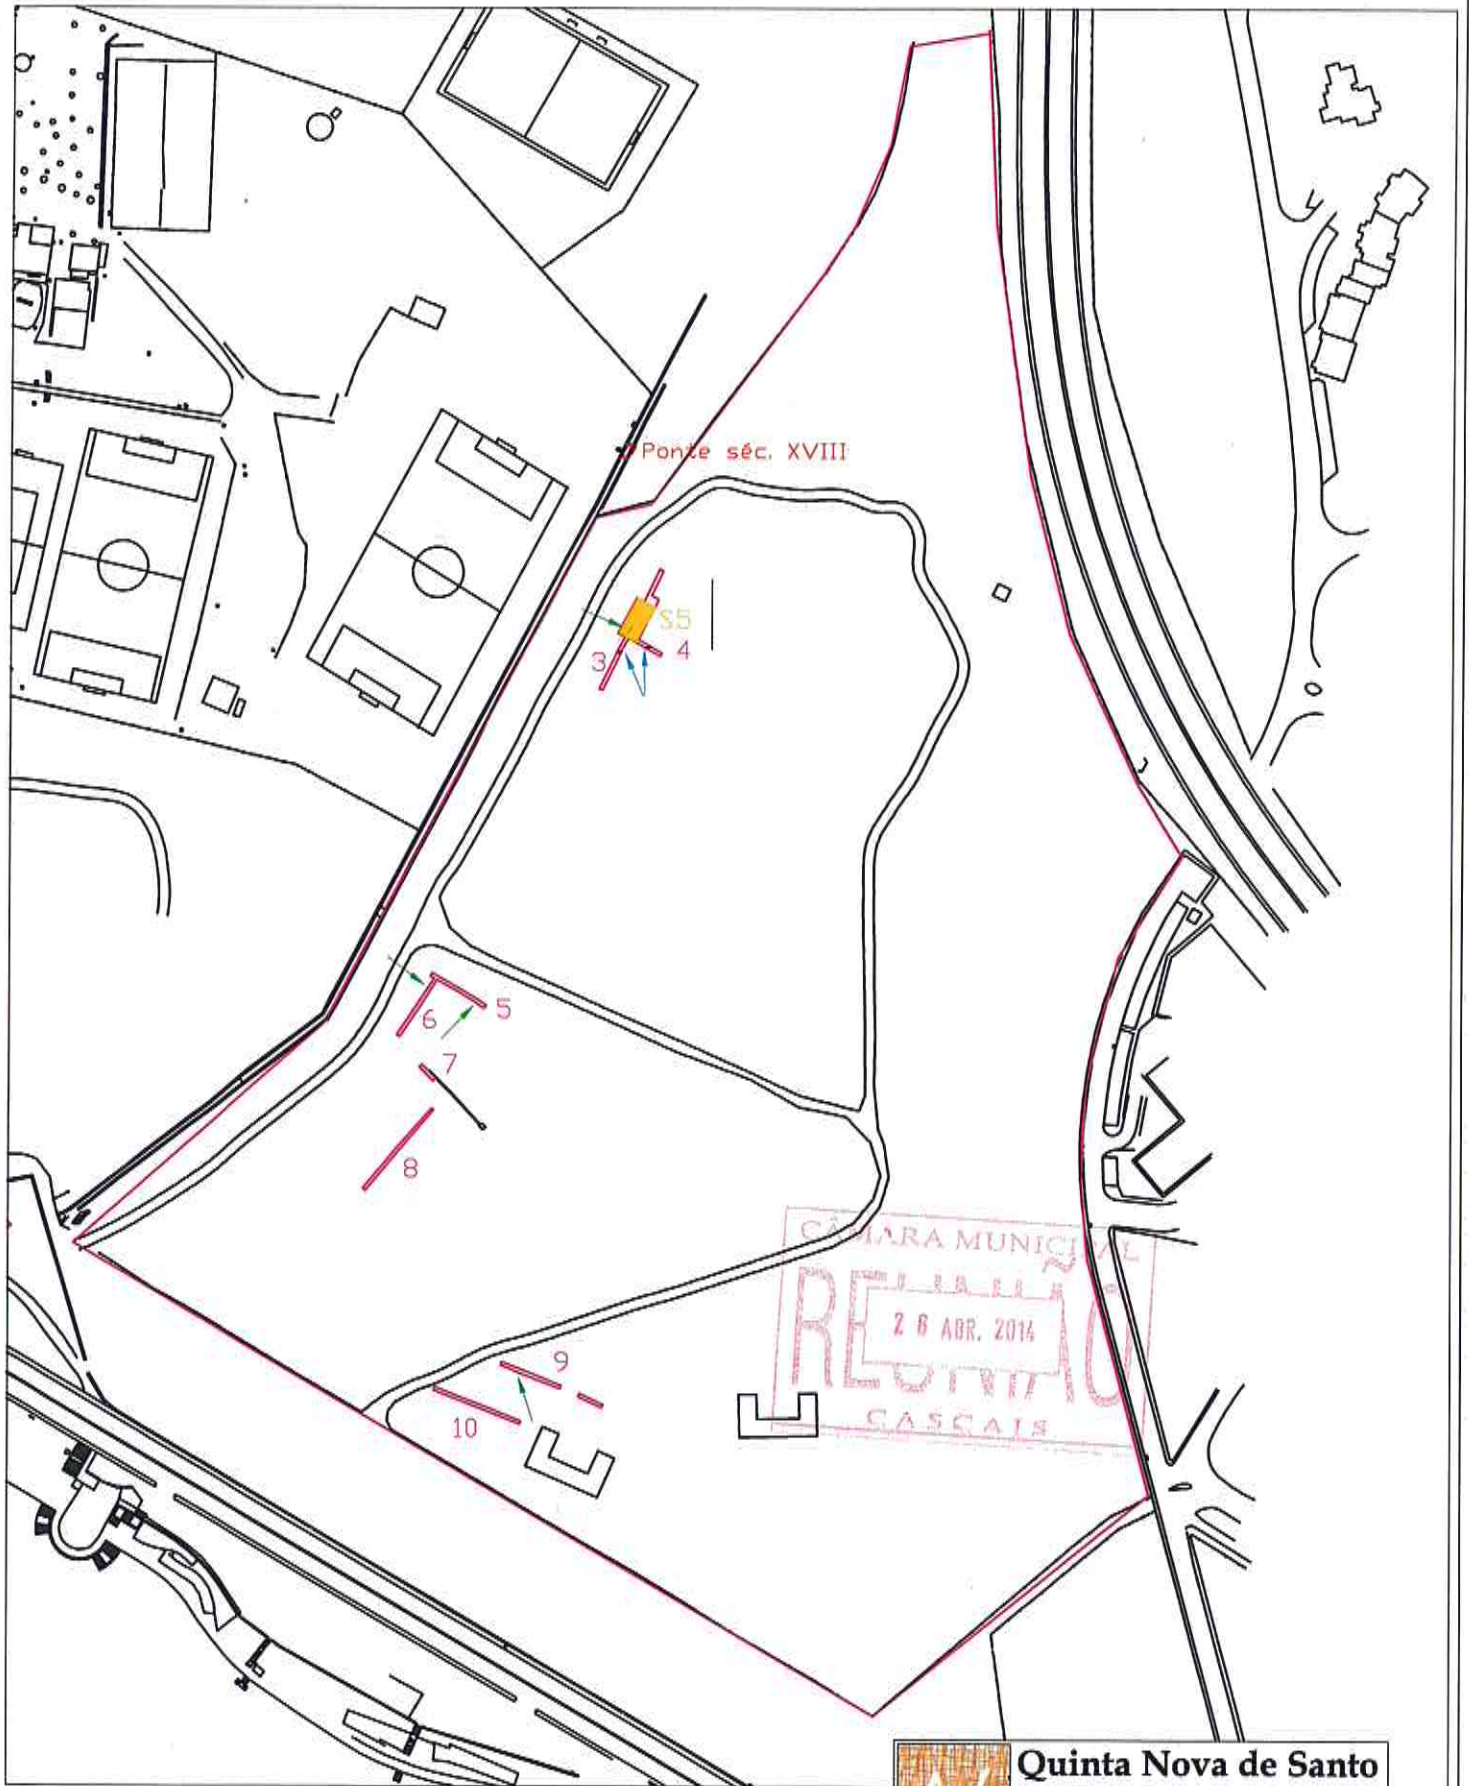 Ponte séc. XVIII
S5
3
4
5
6
7
8
CÂMARA MUNICIPAL
REUNIÃO
26 ABR. 2014
CASCAIS
9
10
Quinta Nova de Santo